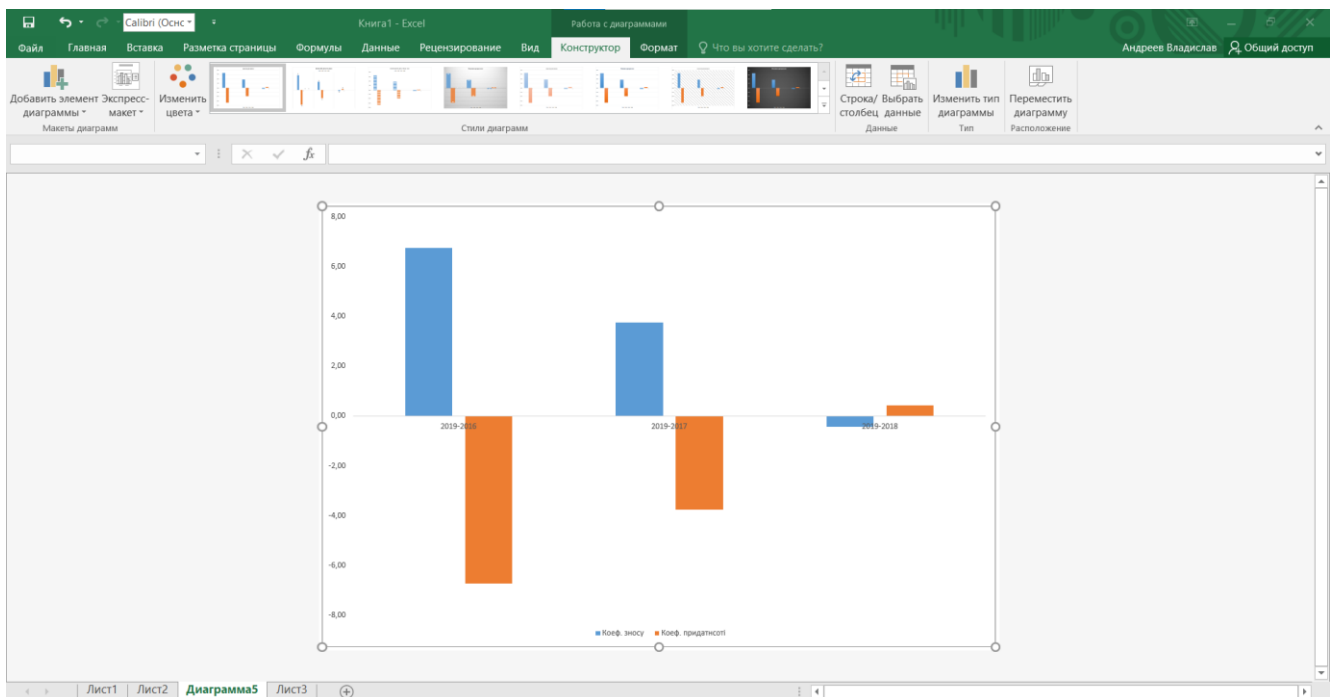 Calibri (Оснс
Книга1 - Excel
Работа с диаграммами
Файл Главная Вставка Разметка страницы Формулы Данные Рецензирование Вид Конструктор Формат Что вы хотите сделать? Андреев Владислав Общий доступ
Добавить элемент диаграммы
Экспресс-макет
Изменить цвета
Строка/столбец
Выбрать данные
Изменить тип диаграммы
Переместить диаграмму
Макеты диаграмм Стили диаграмм Данные Тип Расположение
fx
8,00
6,00
4,00
2,00
0,00
2019-2016 2019-2017 2019-2018
-2,00
-4,00
-6,00
-8,00
Коеф. зносу Коеф. придатисоті
Лист1 Лист2 Диаграмма5 Лист3